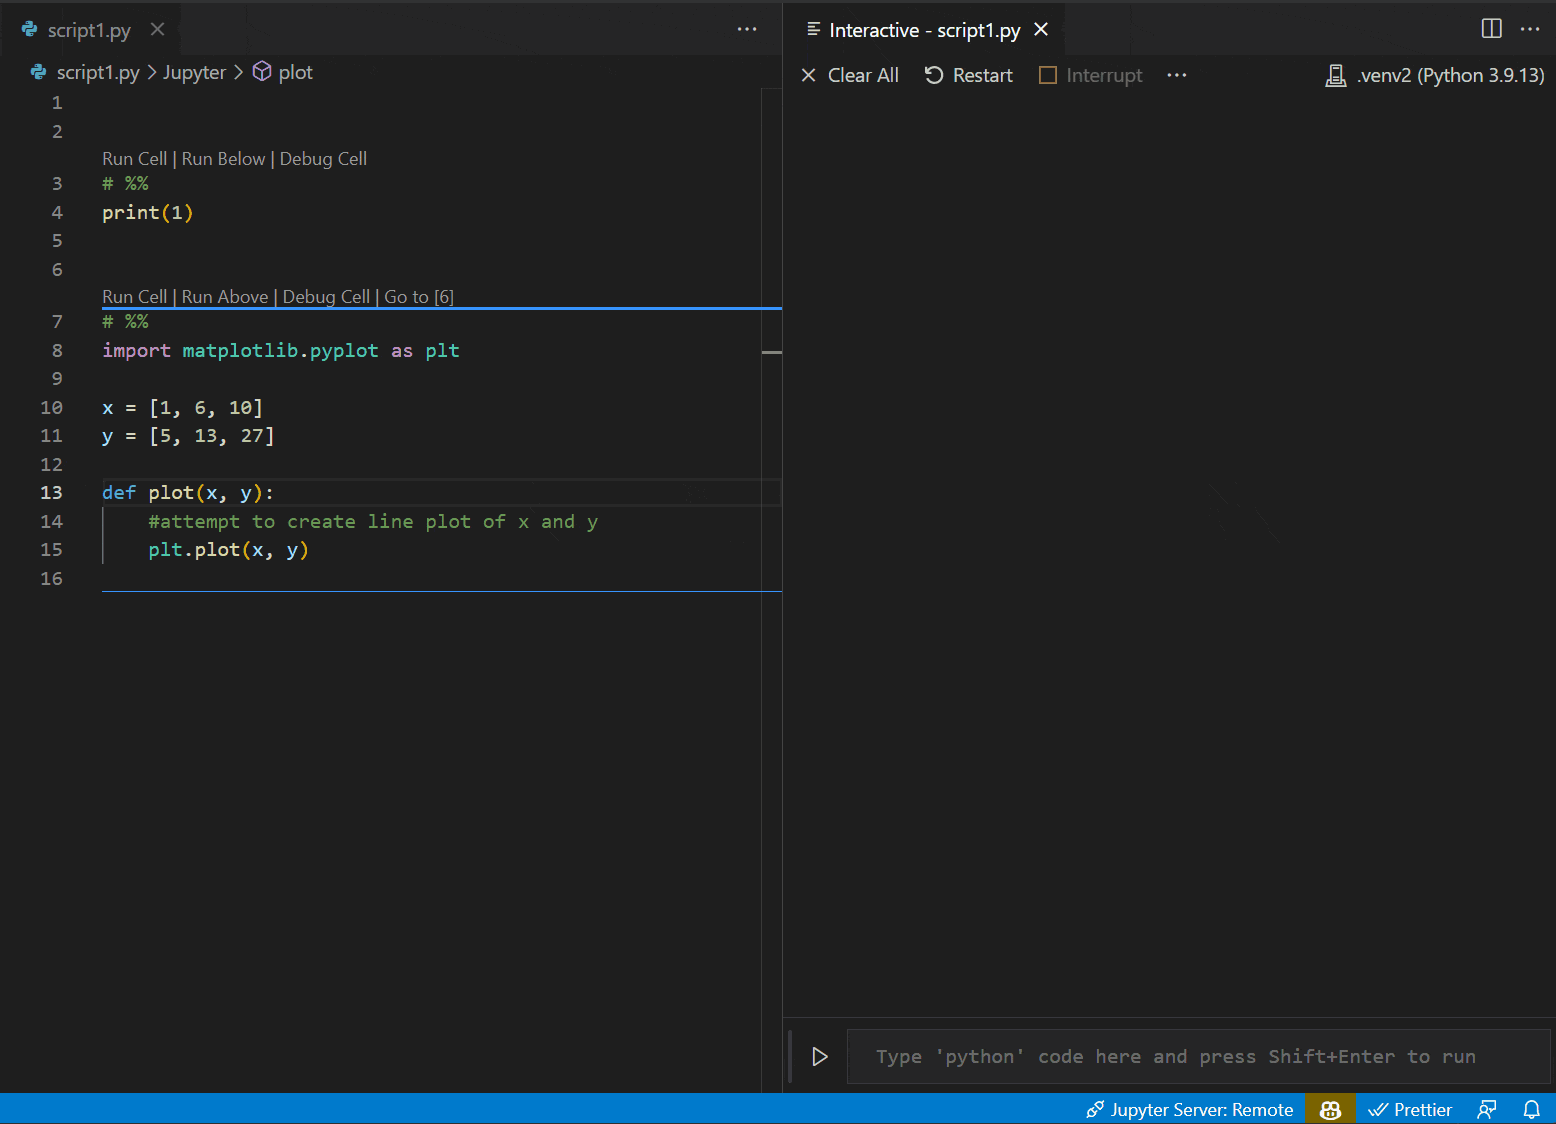 script1.py
script1.py > Jupyter > plot
1
2
Run Cell | Run Below | Debug Cell
3 # %%
4 print(1)
5
6
Run Cell | Run Above | Debug Cell | Go to [6]
7 # %%
8 import matplotlib.pyplot as plt
9
10 x = [1, 6, 10]
11 y = [5, 13, 27]
12
13 def plot(x, y):
14 #attempt to create line plot of x and y
15 plt.plot(x, y)
16
Interactive - script1.py
Clear All Restart Interrupt ··· .venv2 (Python 3.9.13)
Type 'python' code here and press Shift+Enter to run
Jupyter Server: Remote Prettier